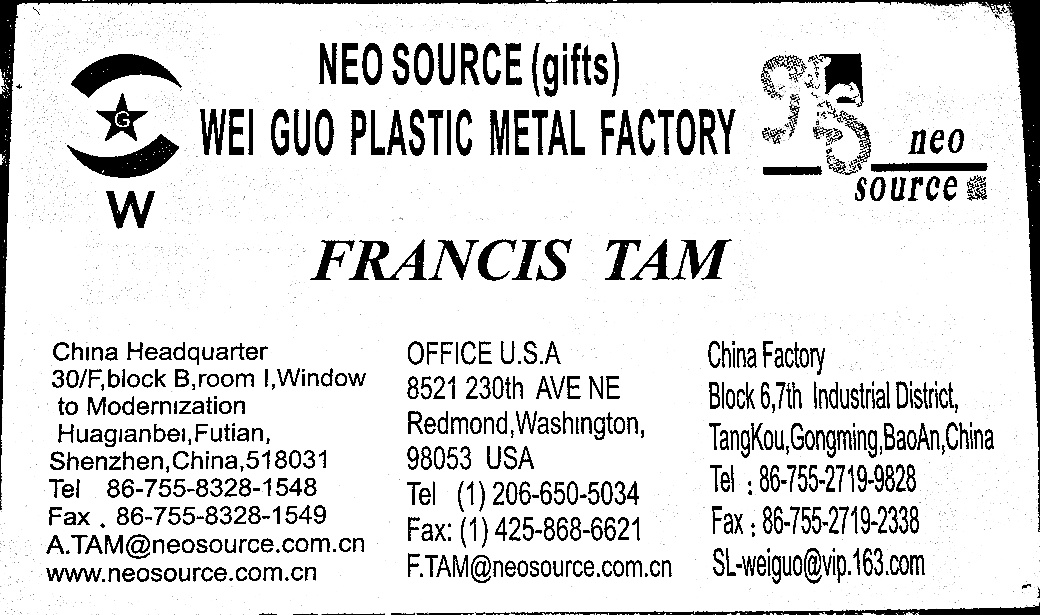 NEO SOURCE (gifts)
WEI GUO PLASTIC METAL FACTORY
G
W
NS
neo
source
FRANCIS TAM
China Headquarter
30/F,block B,room I,Window
to Modernization
Huagianbei,Futian,
Shenzhen,China,518031
Tel 86-755-8328-1548
Fax . 86-755-8328-1549
A.TAM@neosource.com.cn
www.neosource.com.cn
OFFICE U.S.A
8521 230th AVE NE
Redmond,Washington,
98053 USA
Tel (1) 206-650-5034
Fax: (1) 425-868-6621
F.TAM@neosource.com.cn
China Factory
Block 6,7th Industrial District,
TangKou,Gongming,BaoAn,China
Tel : 86-755-2719-9828
Fax : 86-755-2719-2338
SL-weiguo@vip.163.com